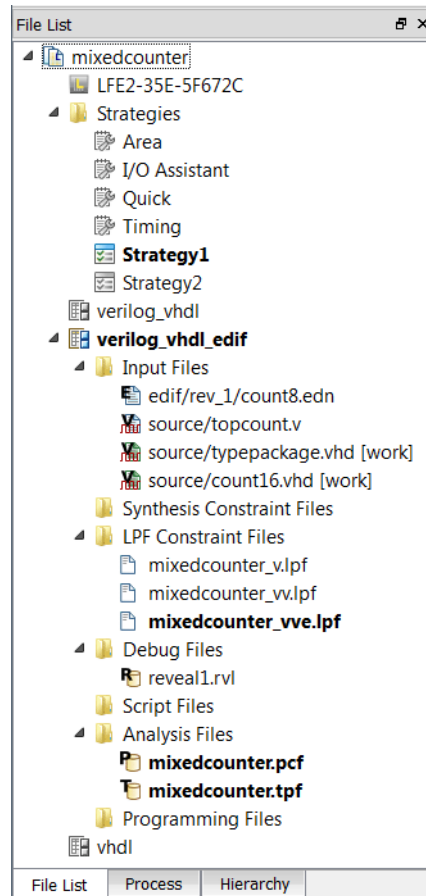 File List
mixedcounter
LFE2-35E-5F672C
Strategies
Area
I/O Assistant
Quick
Timing
Strategy1
Strategy2
verilog_vhdl
verilog_vhdl_edif
Input Files
edif/rev_1/count8.edn
source/topcount.v
source/typepackage.vhd [work]
source/count16.vhd [work]
Synthesis Constraint Files
LPF Constraint Files
mixedcounter_v.lpf
mixedcounter_vv.lpf
mixedcounter_vve.lpf
Debug Files
reveal1.rvl
Script Files
Analysis Files
mixedcounter.pcf
mixedcounter.tpf
Programming Files
vhdl
File List Process Hierarchy